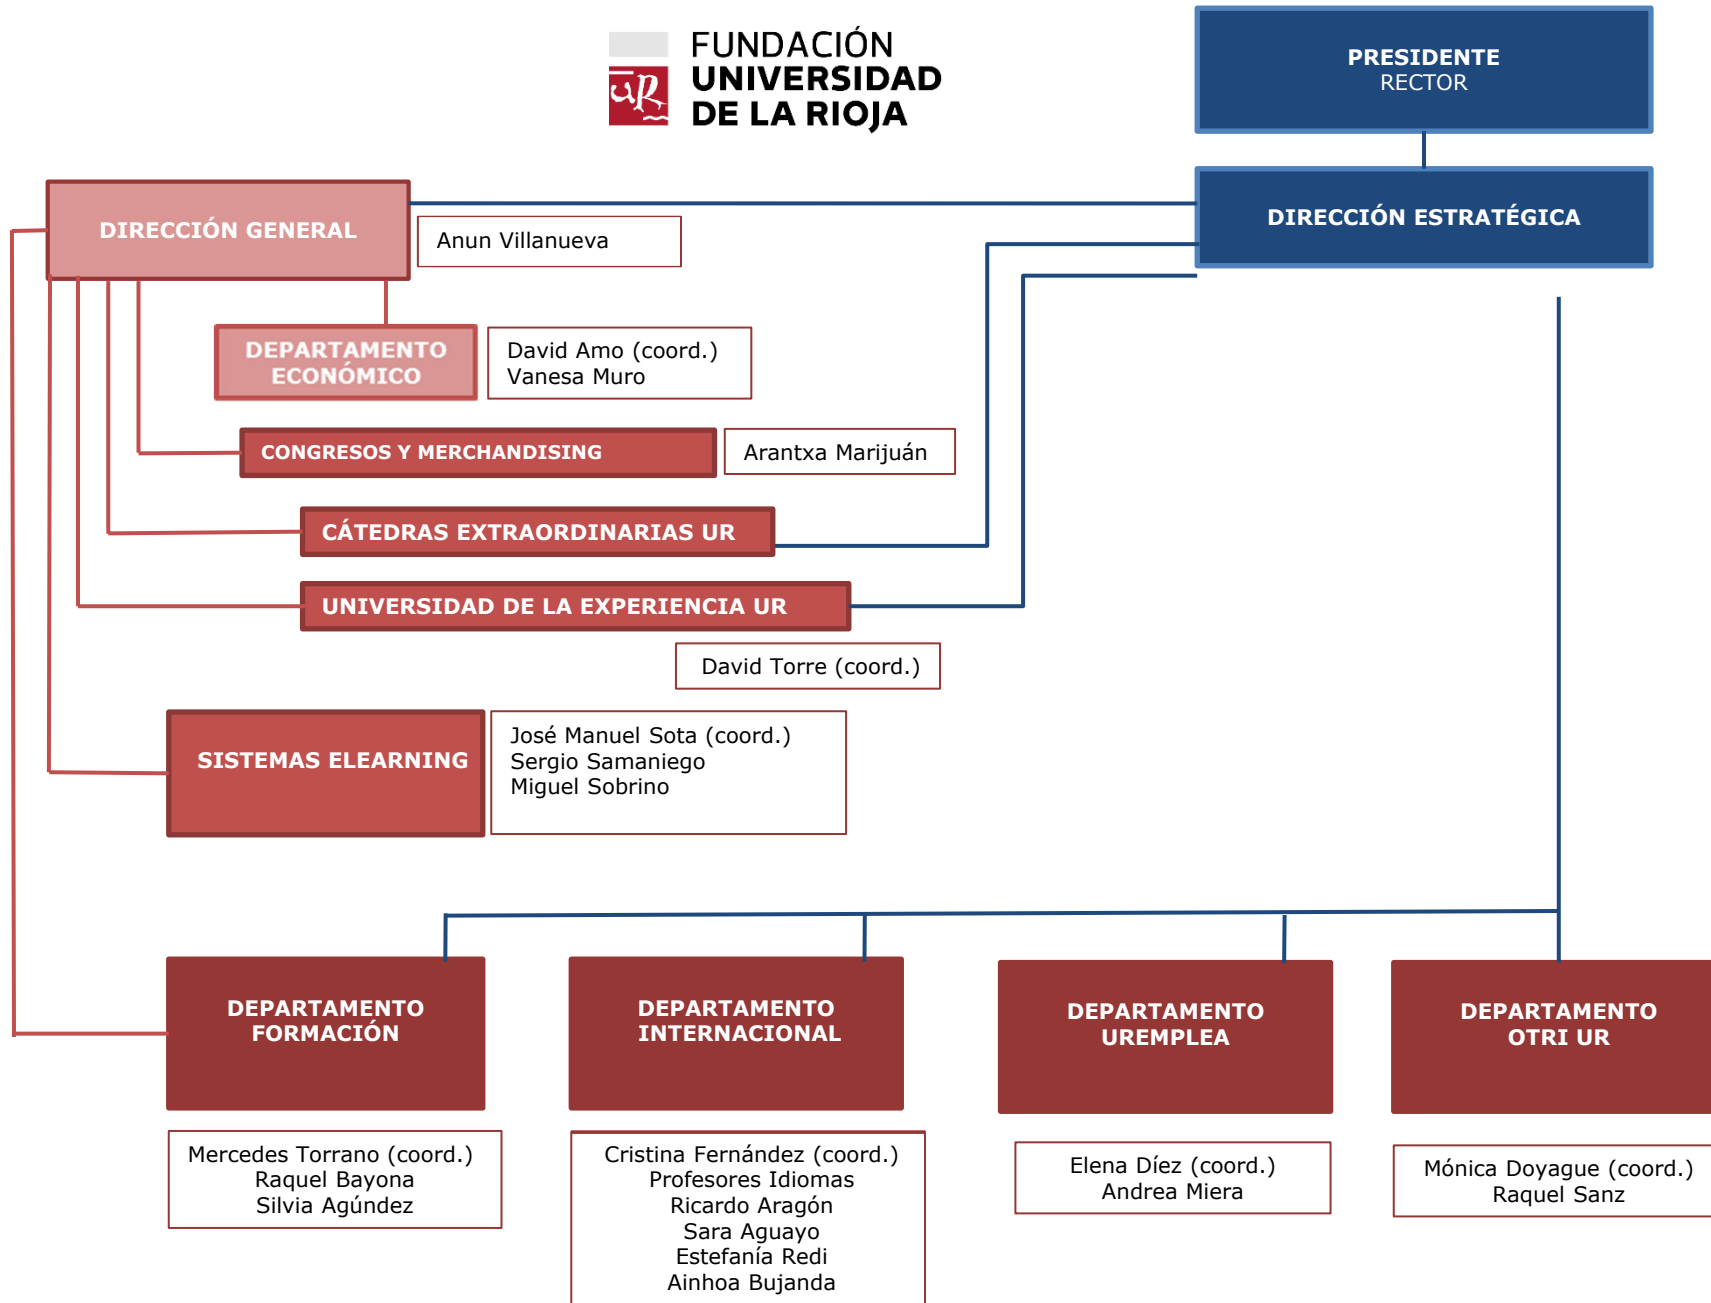 FUNDACIÓN
UNIVERSIDAD
DE LA RIOJA
uR
PRESIDENTE
RECTOR
DIRECCIÓN GENERAL
Anun Villanueva
DIRECCIÓN ESTRATÉGICA
DEPARTAMENTO
ECONÓMICO
David Amo (coord.)
Vanesa Muro
CONGRESOS Y MERCHANDISING
Arantxa Marijuán
CÁTEDRAS EXTRAORDINARIAS UR
UNIVERSIDAD DE LA EXPERIENCIA UR
David Torre (coord.)
SISTEMAS ELEARNING
José Manuel Sota (coord.)
Sergio Samaniego
Miguel Sobrino
DEPARTAMENTO
FORMACIÓN
DEPARTAMENTO
INTERNACIONAL
DEPARTAMENTO
UREMPLEA
DEPARTAMENTO
OTRI UR
Mercedes Torrano (coord.)
Raquel Bayona
Silvia Agúndez
Cristina Fernández (coord.)
Profesores Idiomas
Ricardo Aragón
Sara Aguayo
Estefanía Redi
Ainhoa Bujanda
Elena Díez (coord.)
Andrea Miera
Mónica Doyague (coord.)
Raquel Sanz